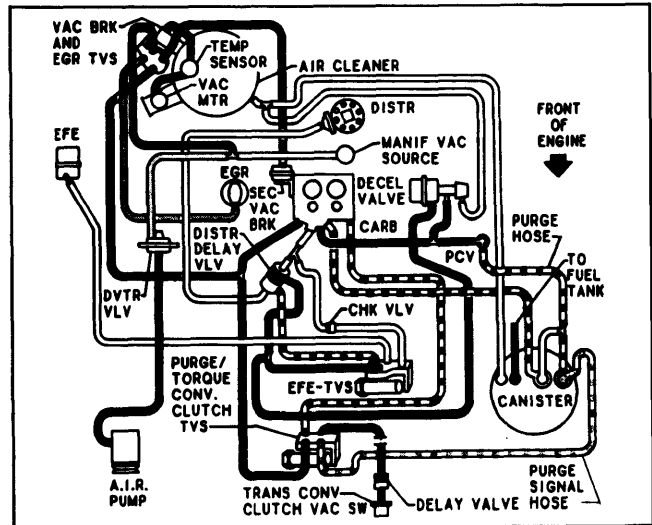 VAC BRK
AND
EGR TVS
TEMP
SENSOR
AIR CLEANER
VAC
MTR
DISTR
FRONT
OF
ENGINE
EFE
MANIF VAC
SOURCE
EGR
SEC
VAC
BRK
DECEL
VALVE
CARB
PURGE
HOSE
DISTR
DELAY
VLV
PCV
TO
FUEL
TANK
DVTR
VLV
CHK VLV
PURGE/
TORQUE
CONV.
CLUTCH
TVS
EFE-TVS
CANISTER
A.I.R.
PUMP
TRANS CONV
CLUTCH VAC SW
DELAY VALVE
PURGE
SIGNAL
HOSE